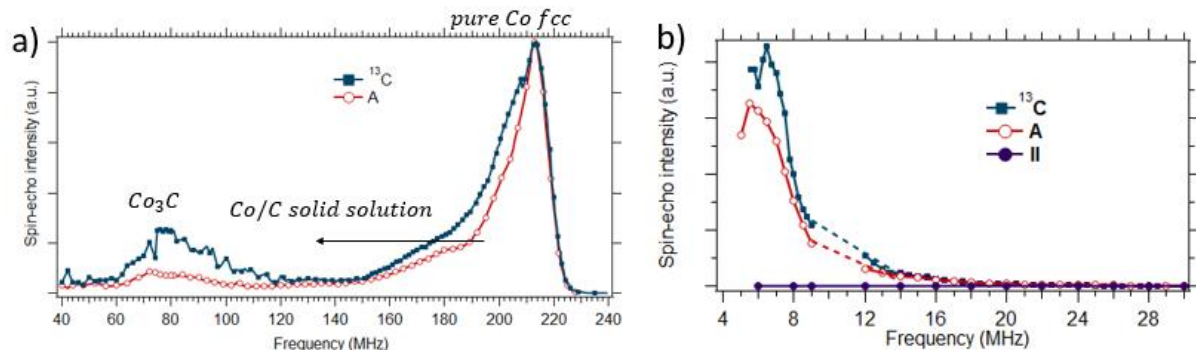 a)
pure Co fcc
Spin-echo intensity (a.u.)
¹³C
A
Co₃C
Co/C solid solution
40 60 80 100 120 140 160 180 200 220 240
Frequency (MHz)
b)
Spin-echo intensity (a.u.)
¹³C
A
II
4 8 12 16 20 24 28
Frequency (MHz)